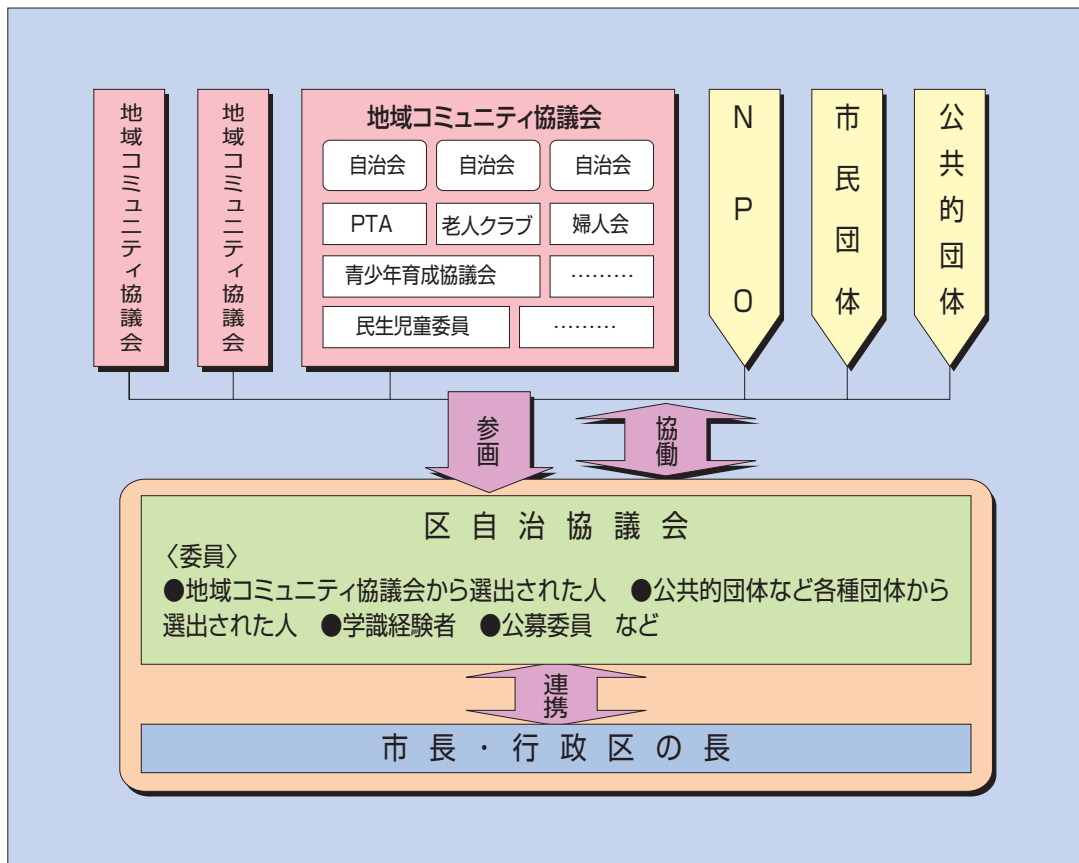 地域コミュニティ協議会
地域コミュニティ協議会
地域コミュニティ協議会
自治会
自治会
自治会
PTA
老人クラブ
婦人会
青少年育成協議会
………
民生児童委員
………
NPO
市民団体
公共的団体
参画
協働
区自治協議会
〈委員〉
●地域コミュニティ協議会から選出された人　●公共的団体など各種団体から
選出された人　●学識経験者　●公募委員　など
連携
市長・行政区の長